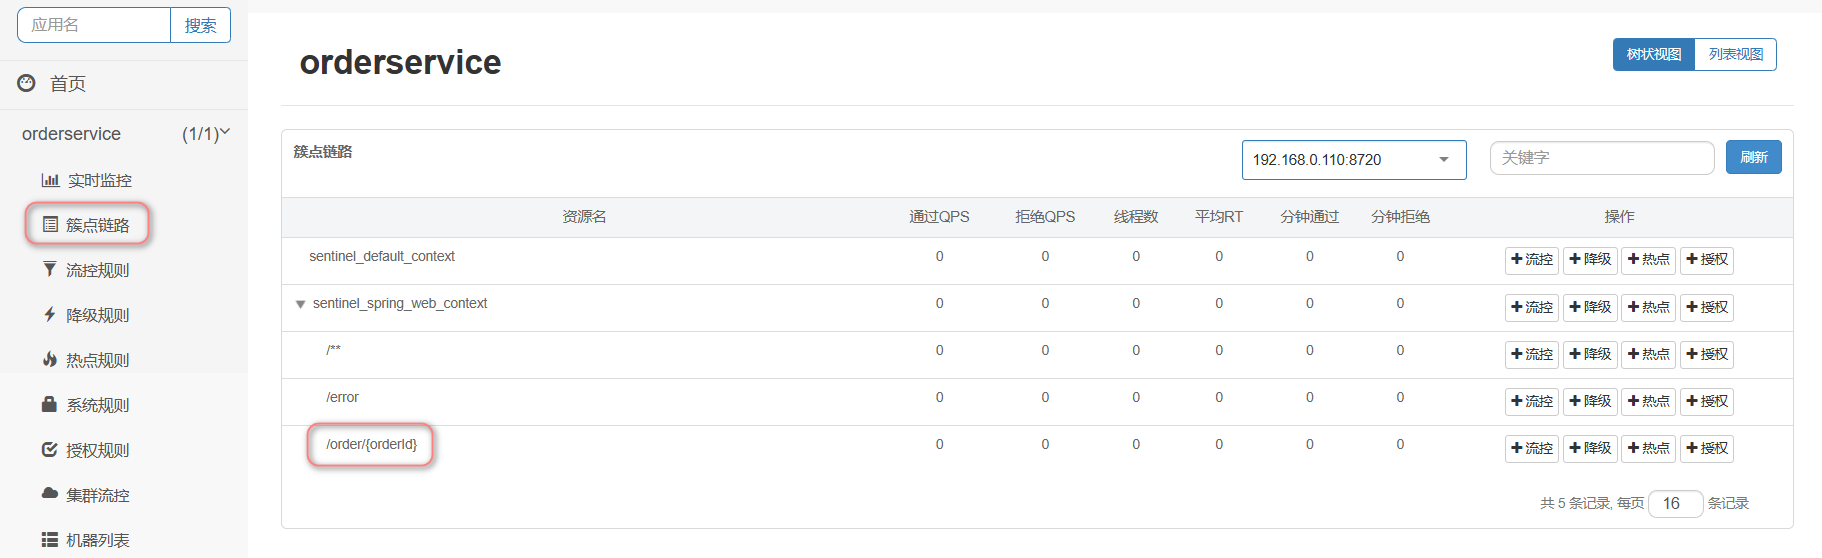 应用名 搜索
首页
orderservice (1/1)
实时监控
簇点链路
流控规则
降级规则
热点规则
系统规则
授权规则
集群流控
机器列表
orderservice
树状视图 列表视图
簇点链路 192.168.0.110:8720 关键字 刷新
资源名 通过QPS 拒绝QPS 线程数 平均RT 分钟通过 分钟拒绝 操作
sentinel_default_context 0 0 0 0 0 0 流控 降级 热点 授权
sentinel_spring_web_context 0 0 0 0 0 0 流控 降级 热点 授权
/** 0 0 0 0 0 0 流控 降级 热点 授权
/error 0 0 0 0 0 0 流控 降级 热点 授权
/order/{orderId} 0 0 0 0 0 0 流控 降级 热点 授权
共 5 条记录, 每页 16 条记录